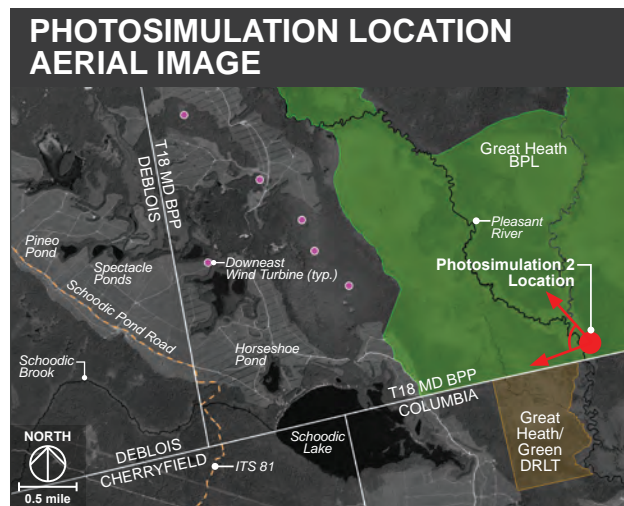 PHOTOSIMULATION LOCATION
AERIAL IMAGE
T18 MD BPP
DEBLOIS
Great Heath
BPL
Pleasant
River
Pineo
Pond
Spectacle
Ponds
Downeast
Wind Turbine (typ.)
Photosimulation 2
Location
Schoodic Pond Road
Horseshoe
Pond
Schoodic
Brook
T18 MD BPP
COLUMBIA
Great
Heath/
Green
DRLT
Schoodic
Lake
DEBLOIS
CHERRYFIELD
ITS 81
NORTH
0.5 mile